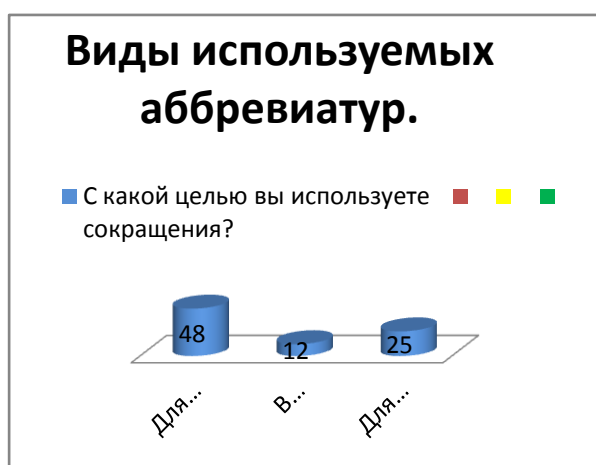 Виды используемых
аббревиатур.
С какой целью вы используете
сокращения?
48
12
25
Для...
В...
Для...